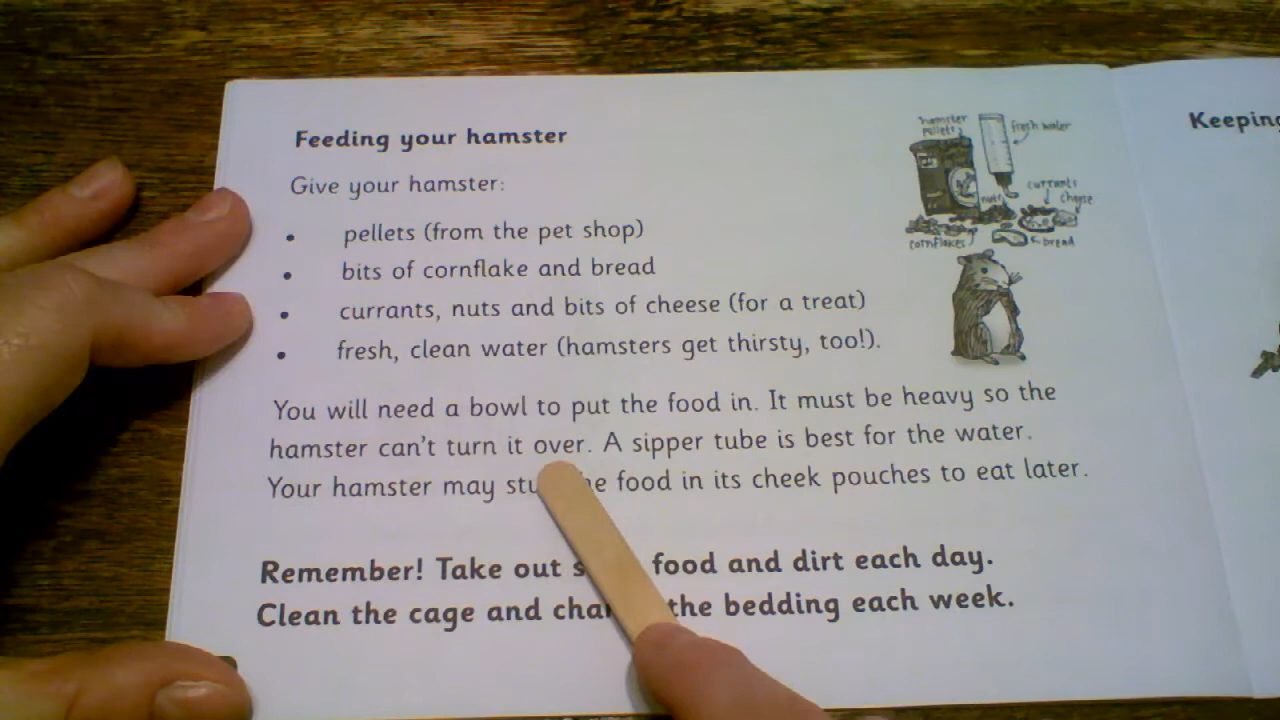 Feeding your hamster
Give your hamster:
• pellets (from the pet shop)
• bits of cornflake and bread
• currants, nuts and bits of cheese (for a treat)
• fresh, clean water (hamsters get thirsty, too!).
You will need a bowl to put the food in. It must be heavy so the
hamster can't turn it over. A sipper tube is best for the water.
Your hamster may food in its cheek pouches to eat later.
Remember! Take out food and dirt each day.
Clean the cage and the bedding each week.
hamster
pellets
fresh water
currants
cheese
nuts
cornflakes
bread
Keeping